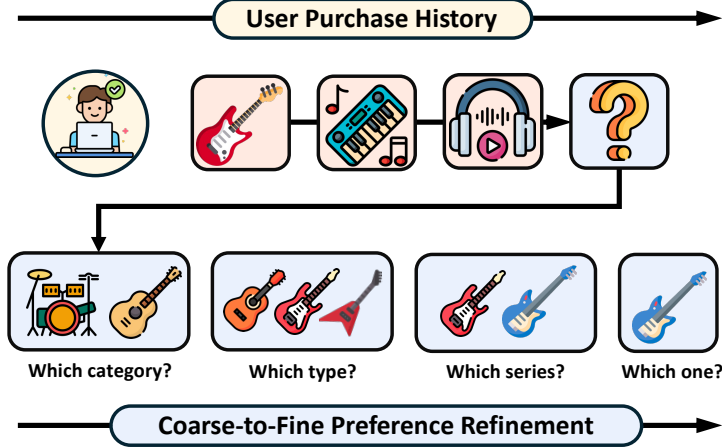 User Purchase History
Which category?
Which type?
Which series?
Which one?
Coarse-to-Fine Preference Refinement